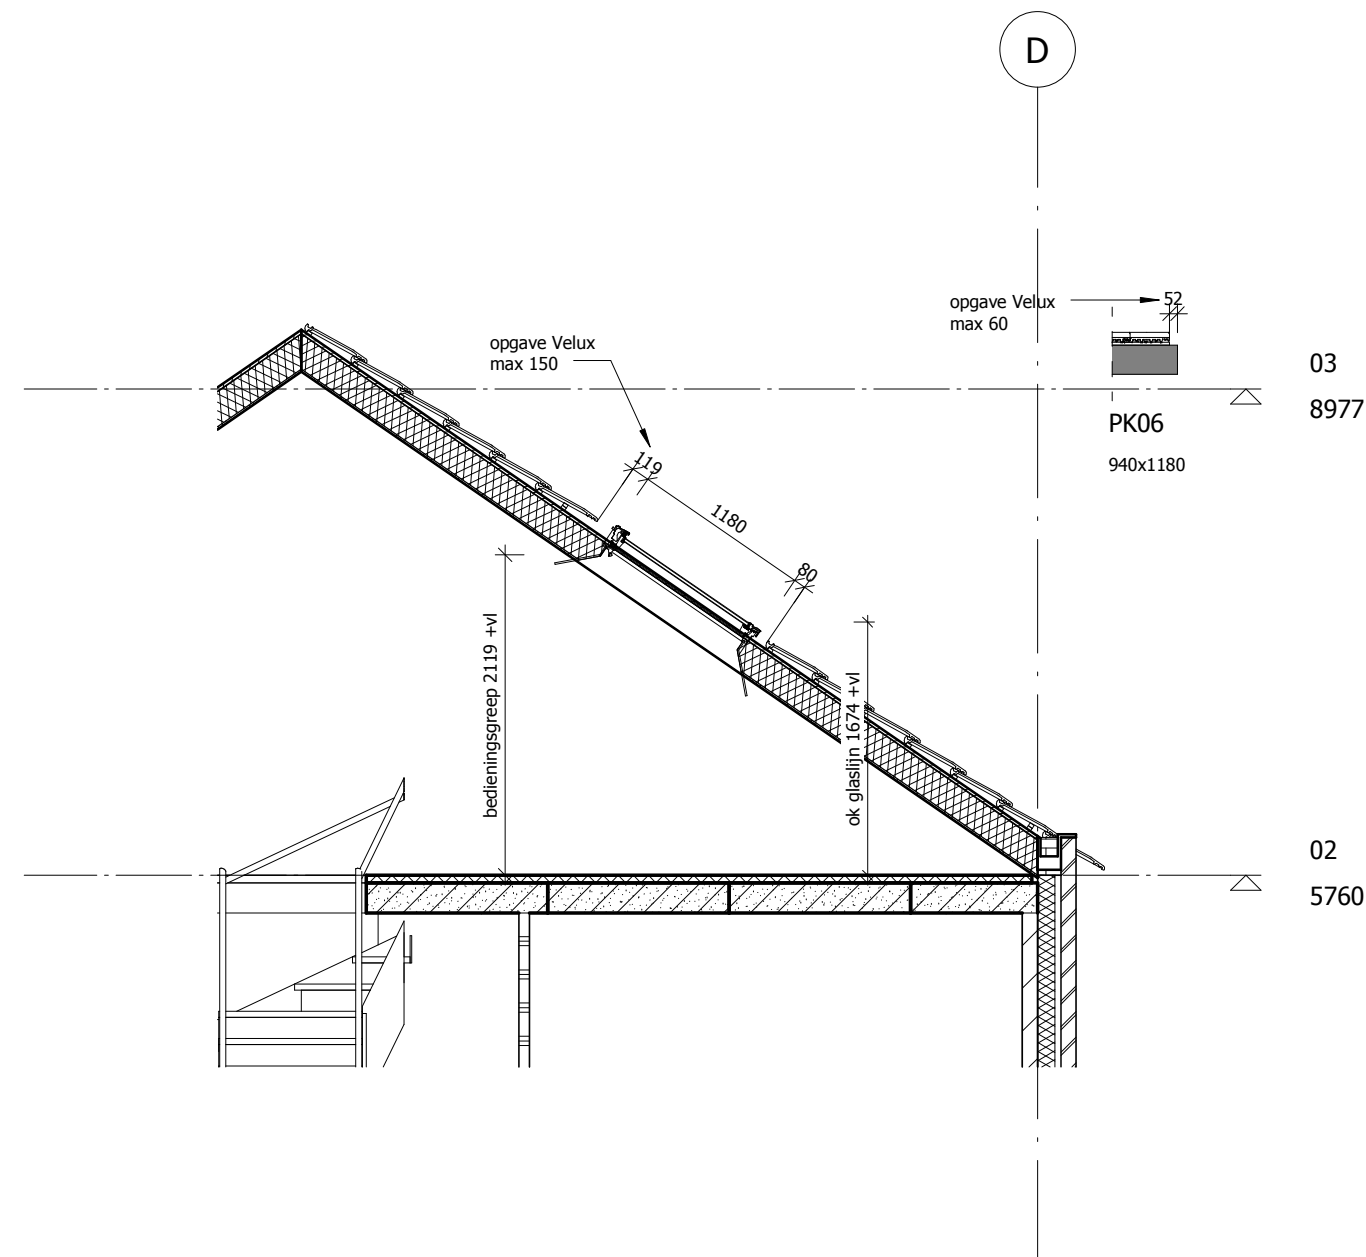 D
opgave Velux
max 60
52
opgave Velux
max 150
03
8977
PK06
940x1180
119
1180
80
bedieningsgreep 2119 +vl
ok glaslijn 1674 +vl
02
5760